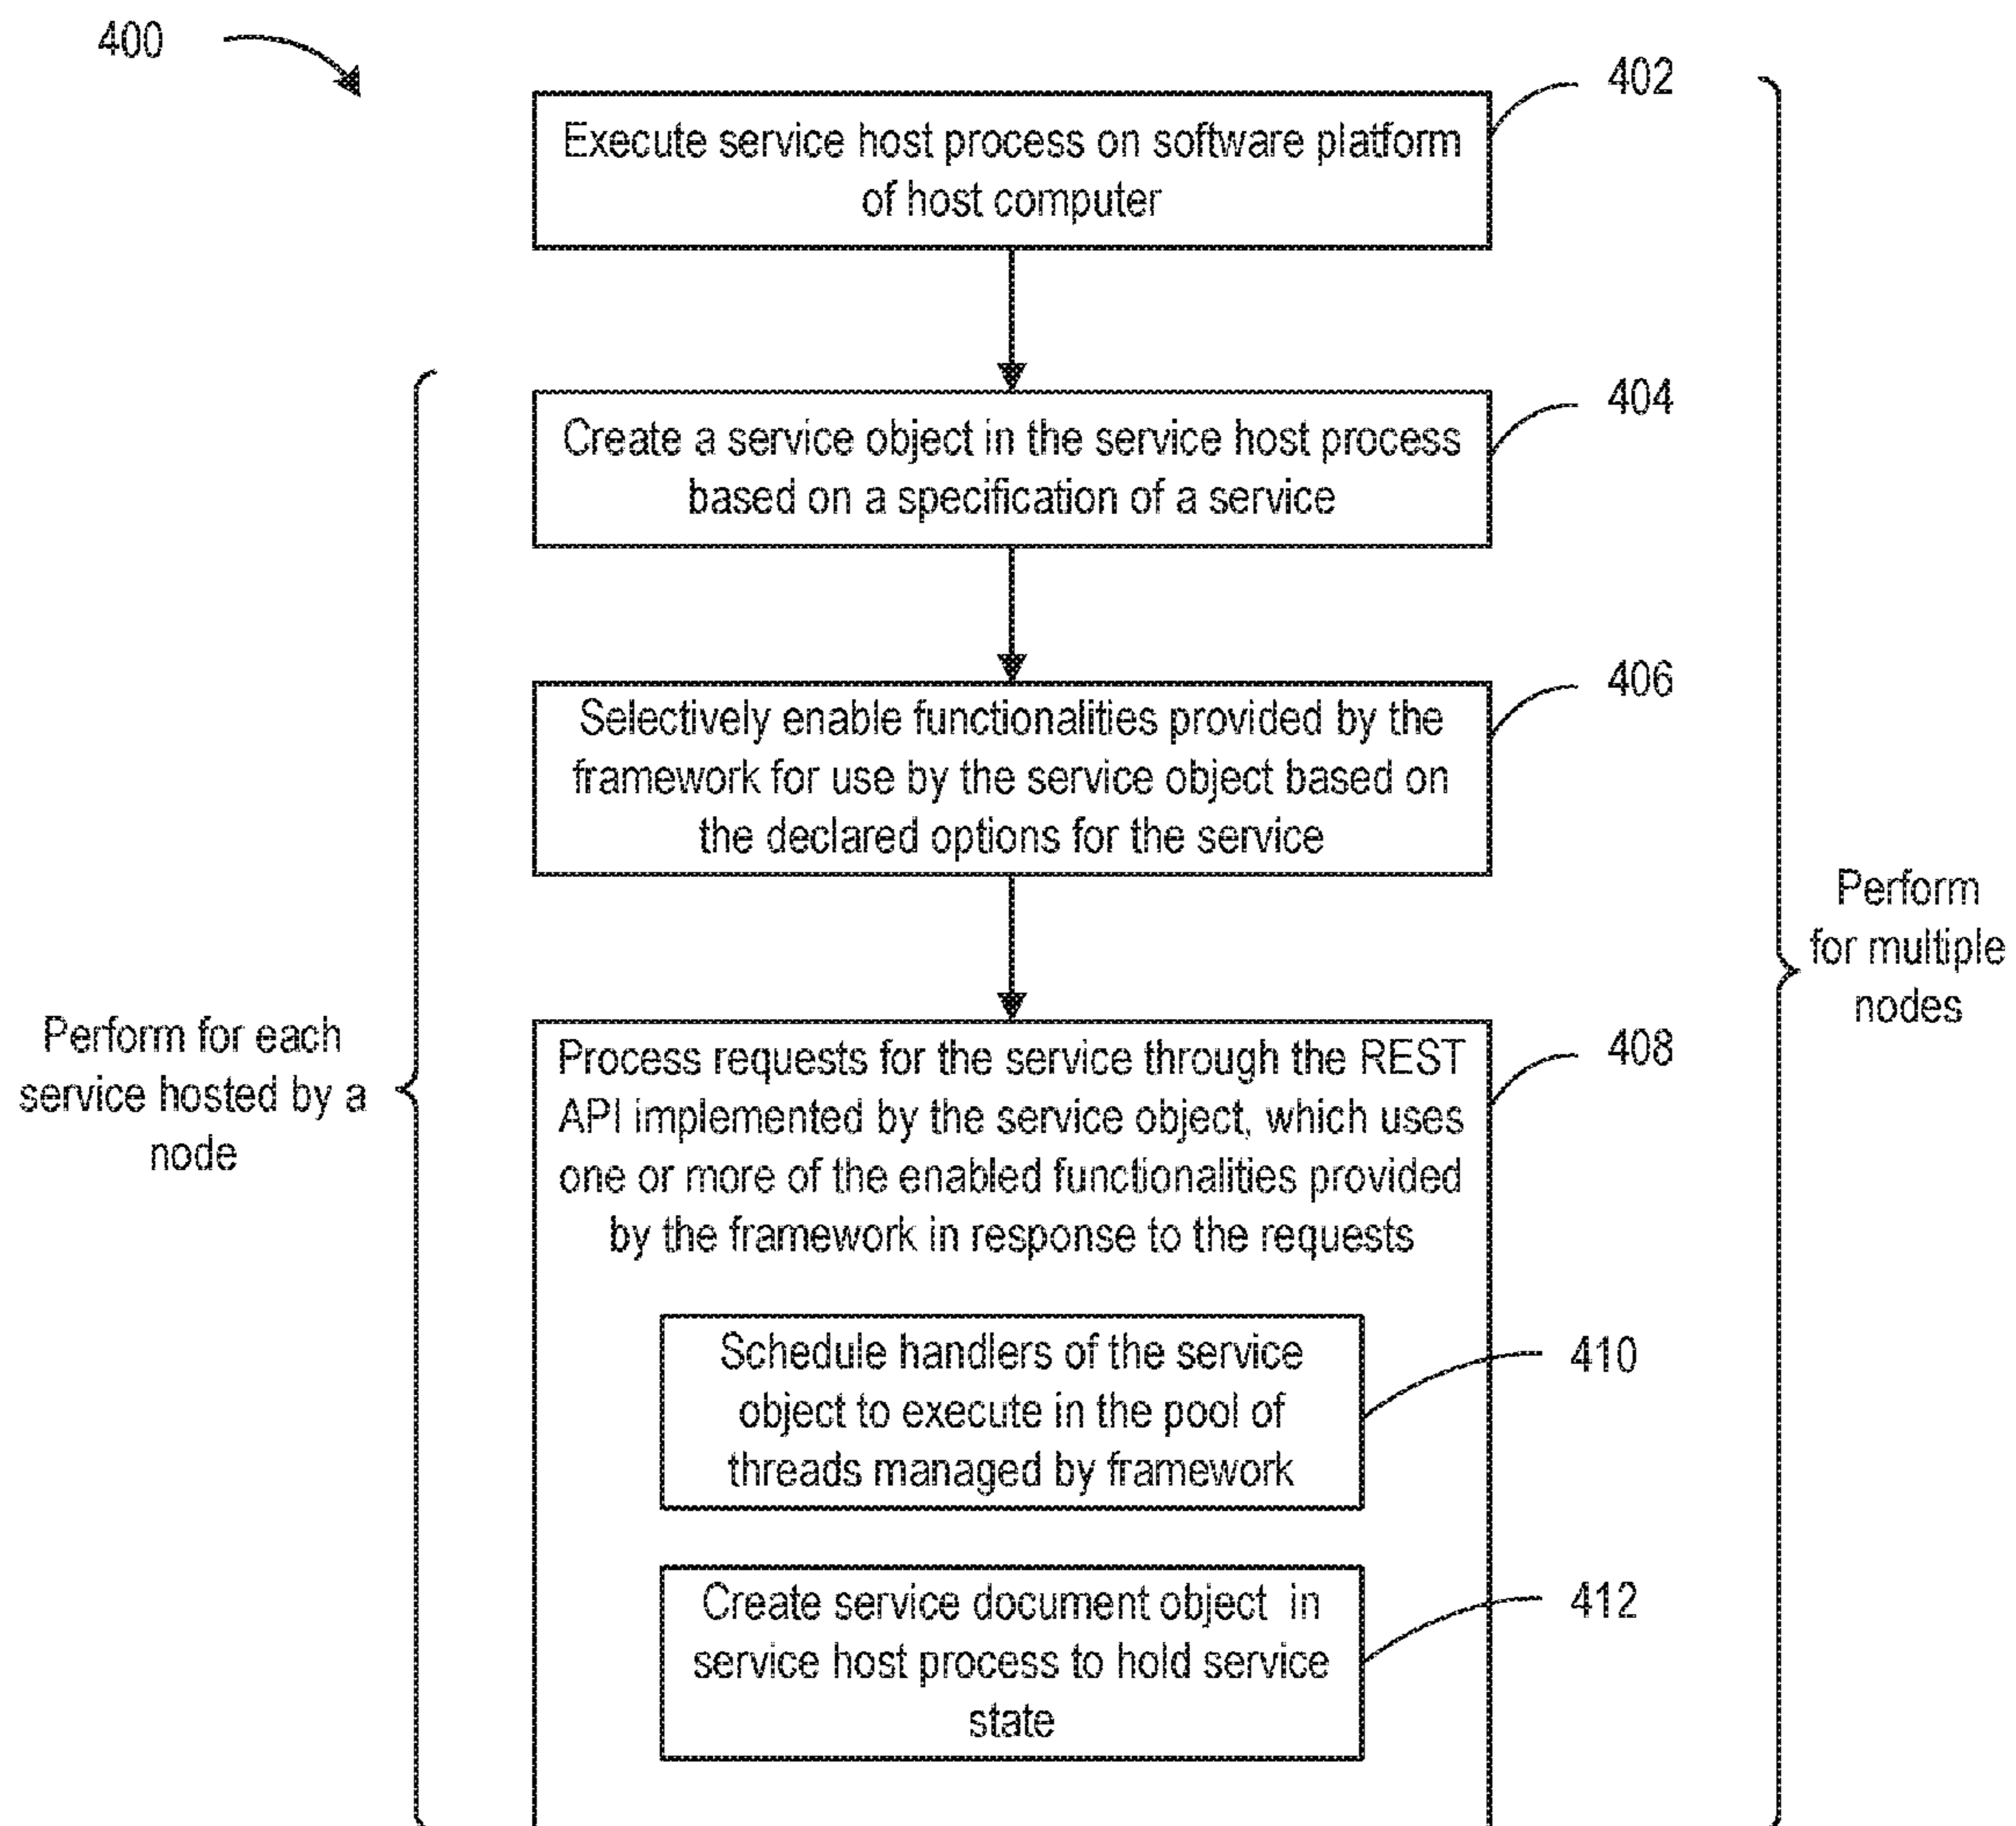 400
402
Execute service host process on software platform
of host computer
404
Create a service object in the service host process
based on a specification of a service
406
Selectively enable functionalities provided by the
framework for use by the service object based on
the declared options for the service
Perform
for multiple
nodes
Perform for each
service hosted by a
node
408
Process requests for the service through the REST
API implemented by the service object, which uses
one or more of the enabled functionalities provided
by the framework in response to the requests
410
Schedule handlers of the service
object to execute in the pool of
threads managed by framework
412
Create service document object in
service host process to hold service
state